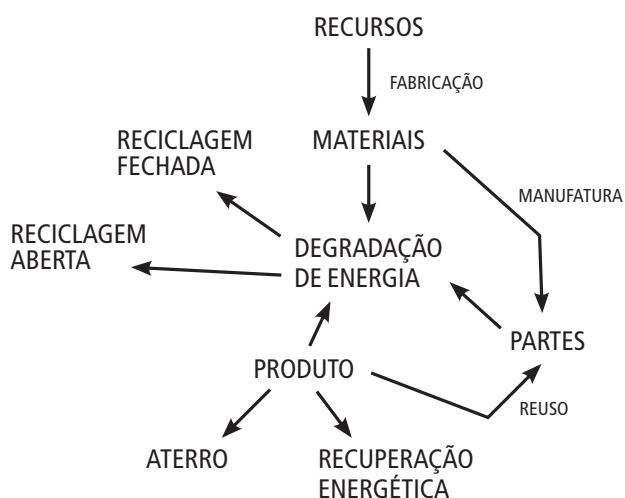 RECURSOS
FABRICAÇÃO
RECICLAGEM
FECHADA
MATERIAIS
MANUFATURA
RECICLAGEM
ABERTA
DEGRADAÇÃO
DE ENERGIA
PARTES
PRODUTO
REUSO
ATERRO
RECUPERAÇÃO
ENERGÉTICA